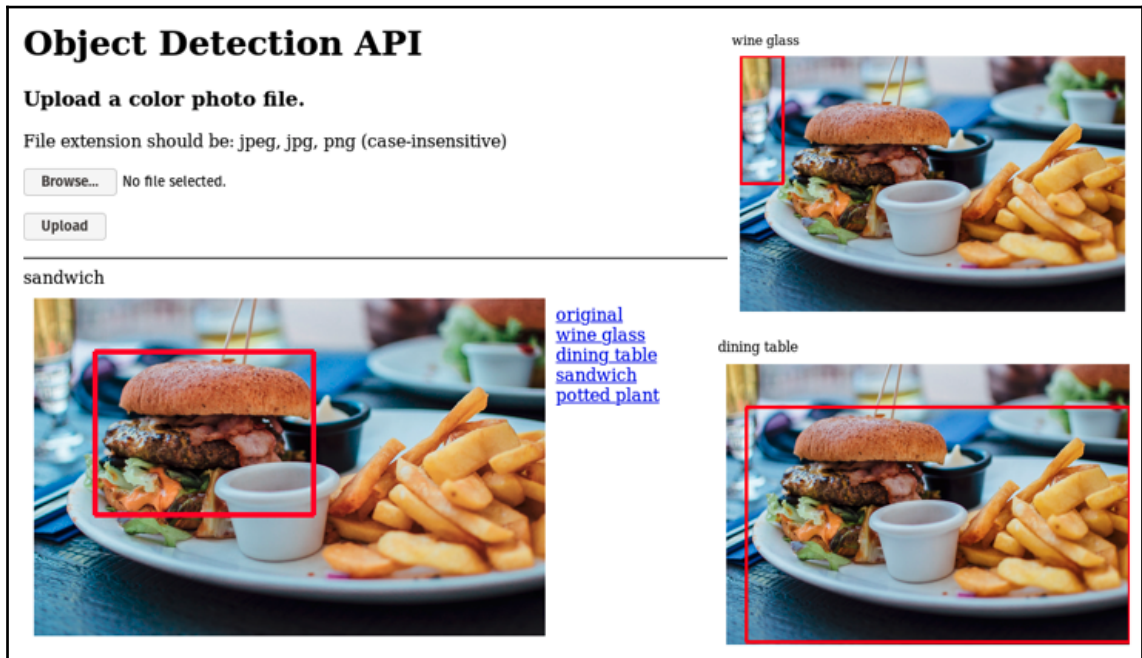 Object Detection API
Upload a color photo file.
File extension should be: jpeg, jpg, png (case-insensitive)
Browse... No file selected.
Upload
sandwich
original
wine glass
dining table
sandwich
potted plant
wine glass
dining table